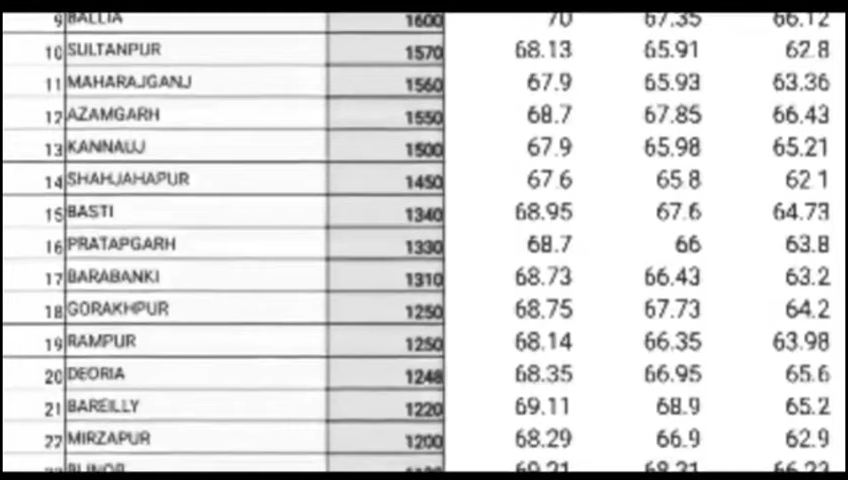 9 BALLIA 1600 70 67.35 66.12
10 SULTANPUR 1570 68.13 65.91 62.8
11 MAHARAJGANJ 1560 67.9 65.93 63.36
12 AZAMGARH 1550 68.7 67.85 66.43
13 KANNAUJ 1500 67.9 65.98 65.21
14 SHAHJAHAPUR 1450 67.6 65.8 62.1
15 BASTI 1340 68.95 67.6 64.73
16 PRATAPGARH 1330 68.7 66 63.8
17 BARABANKI 1310 68.73 66.43 63.2
18 GORAKHPUR 1250 68.75 67.73 64.2
19 RAMPUR 1250 68.14 66.35 63.98
20 DEORIA 1248 68.35 66.95 65.6
21 BAREILLY 1220 69.11 68.9 65.2
22 MIRZAPUR 1200 68.29 66.9 62.9